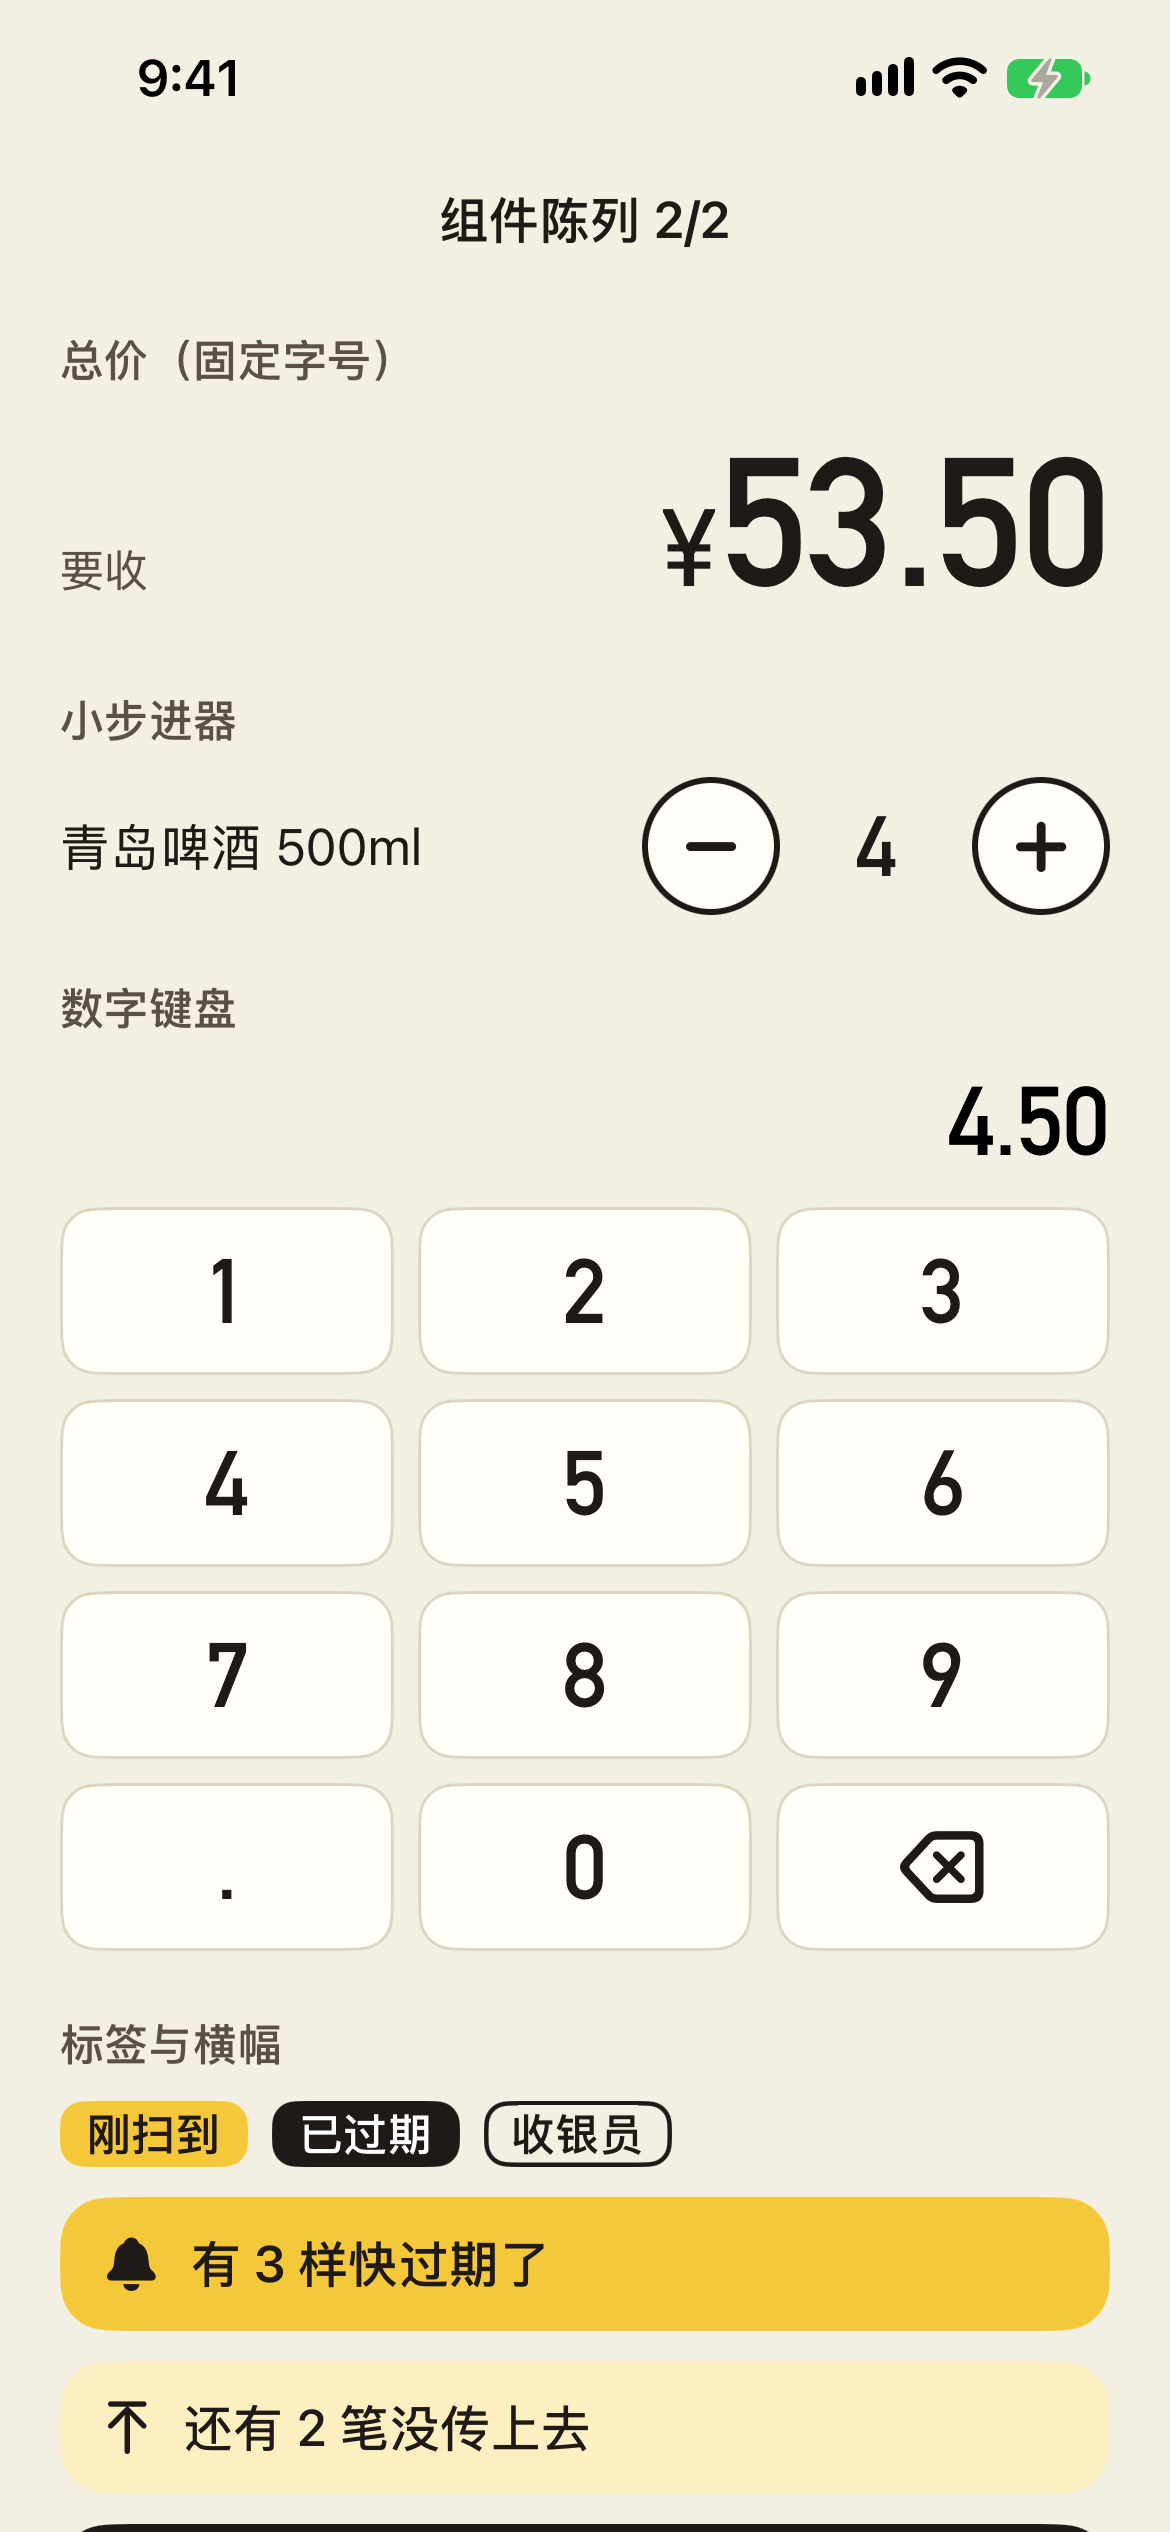 9:41
组件陈列 2/2
总价（固定字号）
要收 ¥53.50
小步进器
青岛啤酒 500ml − 4 +
数字键盘
4.50
1 2 3
4 5 6
7 8 9
. 0
标签与横幅
刚扫到 已过期 收银员
有 3 样快过期了
还有 2 笔没传上去